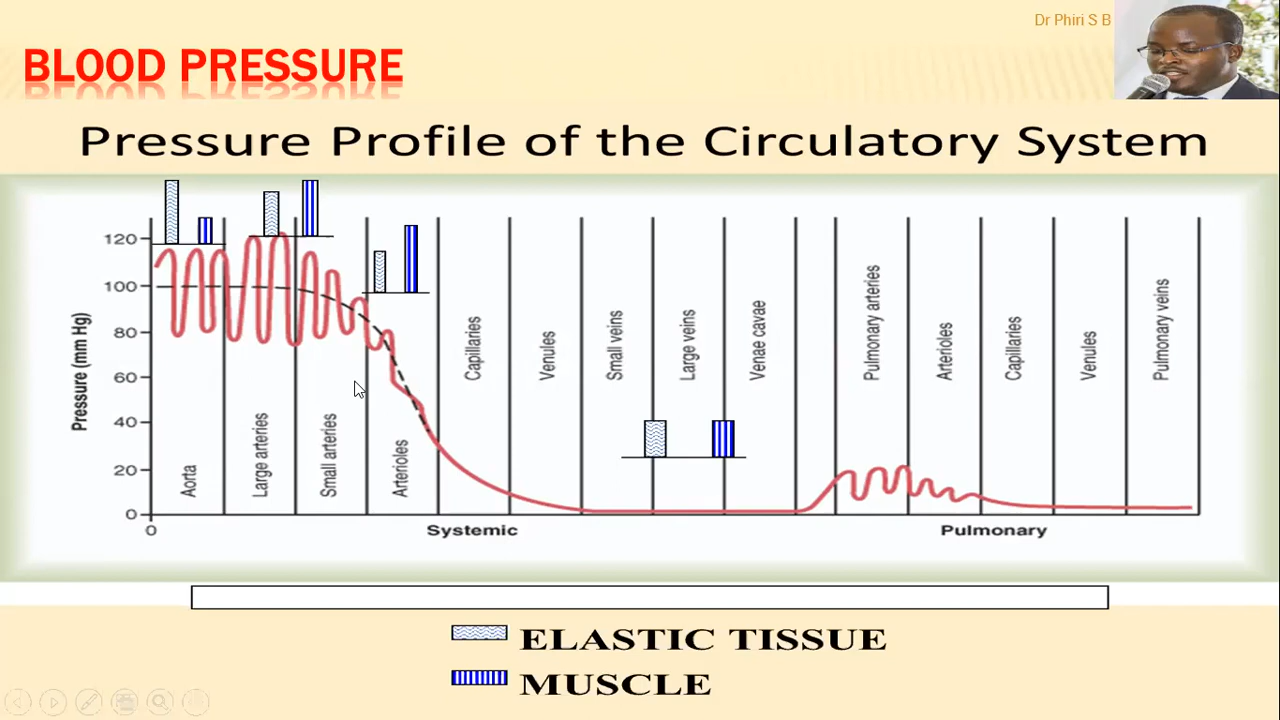 Dr Phiri S B
BLOOD PRESSURE
Pressure Profile of the Circulatory System
Pressure (mm Hg)
120
100
80
60
40
20
0
0
Aorta
Large arteries
Small arteries
Arterioles
Capillaries
Venules
Small veins
Large veins
Venae cavae
Pulmonary arteries
Arterioles
Capillaries
Venules
Pulmonary veins
Systemic
Pulmonary
ELASTIC TISSUE
MUSCLE